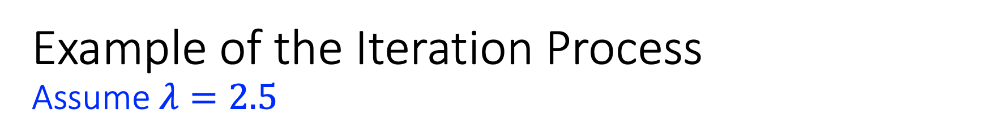 Example of the Iteration Process
Assume λ = 2.5